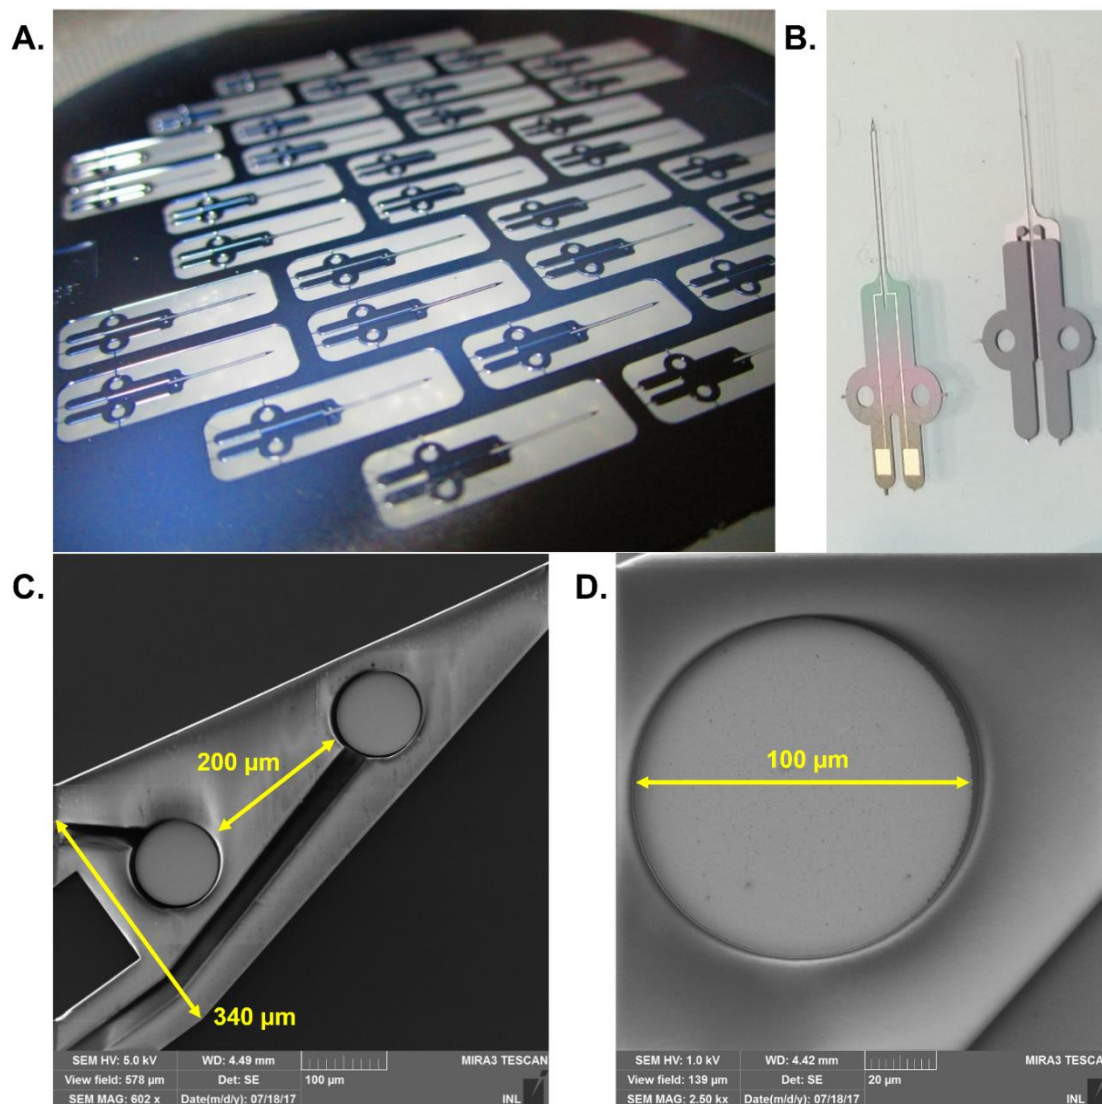 A.
B.
C.
D.
200 µm
340 µm
100 µm
SEM HV: 5.0 kV WD: 4.49 mm MIRA3 TESCAN
View field: 578 µm Det: SE 100 µm
SEM MAG: 602 x Date(m/d/y): 07/18/17 INL
SEM HV: 1.0 kV WD: 4.42 mm MIRA3 TESCA
View field: 139 µm Det: SE 20 µm
SEM MAG: 2.50 kx Date(m/d/y): 07/18/17 INL